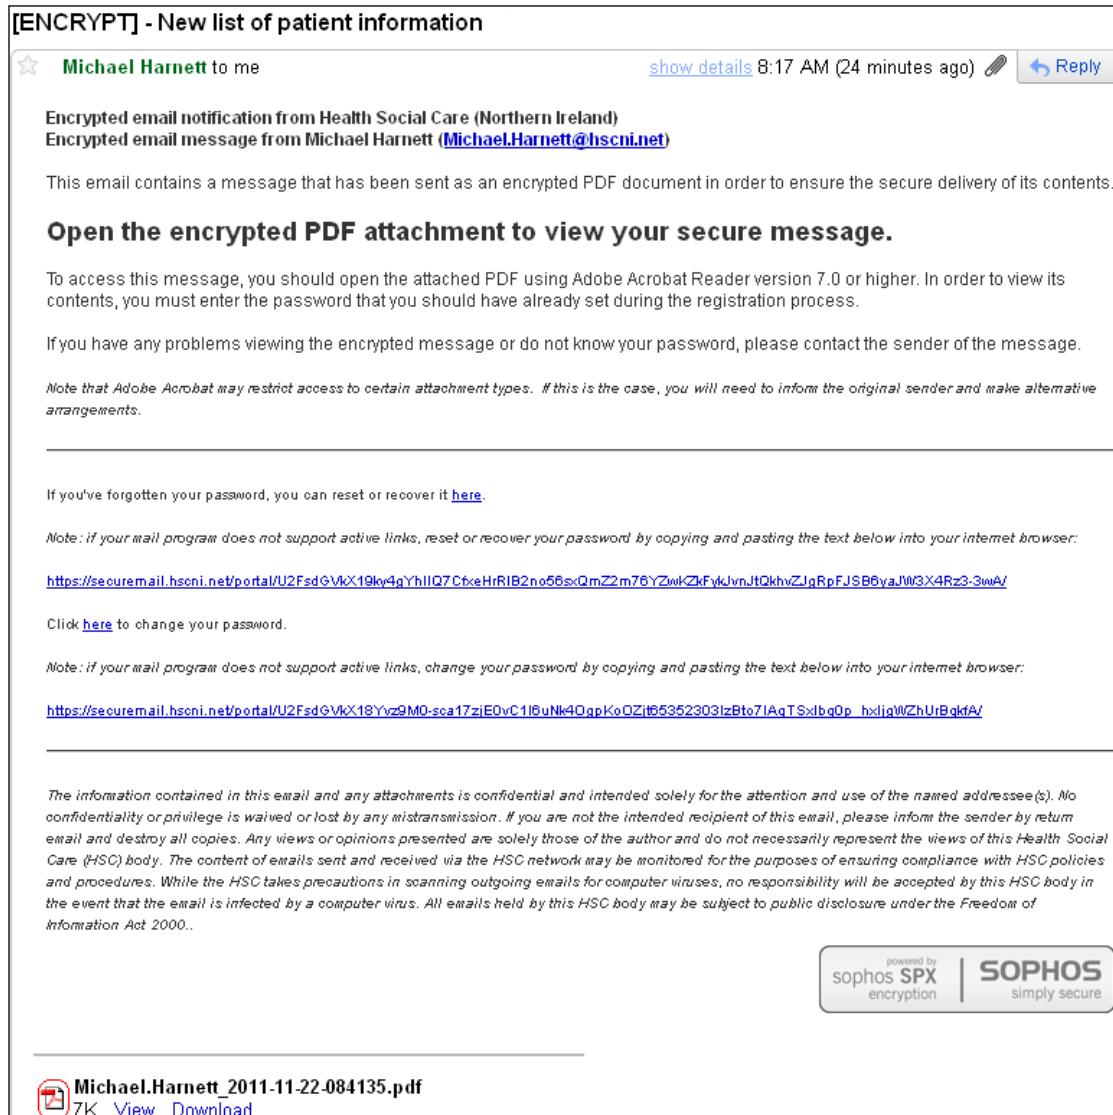 [ENCRYPT] - New list of patient information
Michael Harnett to me
show details 8:17 AM (24 minutes ago)
Reply
Encrypted email notification from Health Social Care (Northern Ireland)
Encrypted email message from Michael Harnett (Michael.Harnett@hscni.net)
This email contains a message that has been sent as an encrypted PDF document in order to ensure the secure delivery of its contents.
Open the encrypted PDF attachment to view your secure message.
To access this message, you should open the attached PDF using Adobe Acrobat Reader version 7.0 or higher. In order to view its
contents, you must enter the password that you should have already set during the registration process.
If you have any problems viewing the encrypted message or do not know your password, please contact the sender of the message.
Note that Adobe Acrobat may restrict access to certain attachment types. If this is the case, you will need to inform the original sender and make alternative
arrangements.
If you've forgotten your password, you can reset or recover it here.
Note: if your mail program does not support active links, reset or recover your password by copying and pasting the text below into your internet browser:
Click here to change your password.
Note: if your mail program does not support active links, change your password by copying and pasting the text below into your internet browser:
The information contained in this email and any attachments is confidential and intended solely for the attention and use of the named addressee(s). No
confidentiality or privilege is waived or lost by any mistransmission. If you are not the intended recipient of this email, please inform the sender by return
email and destroy all copies. Any views or opinions presented are solely those of the author and do not necessarily represent the views of this Health Social
Care (HSC) body. The content of emails sent and received via the HSC network may be monitored for the purposes of ensuring compliance with HSC policies
and procedures. While the HSC takes precautions in scanning outgoing emails for computer viruses, no responsibility will be accepted by this HSC body in
the event that the email is infected by a computer virus. All emails held by this HSC body may be subject to public disclosure under the Freedom of
Information Act 2000..
powered by
sophos SPX
encryption
SOPHOS
simply secure
Michael.Harnett_2011-11-22-084135.pdf
7K View Download